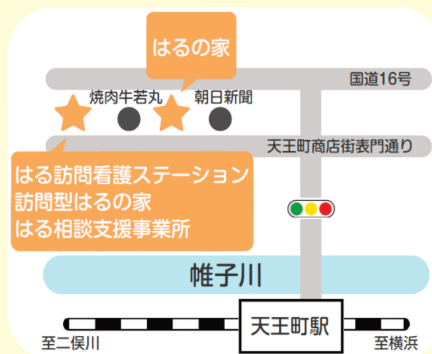 はるの家
国道16号
焼肉牛若丸
朝日新聞
天王町商店街表門通り
はる訪問看護ステーション
訪問型はるの家
はる相談支援事業所
帷子川
天王町駅
至二俣川
至横浜